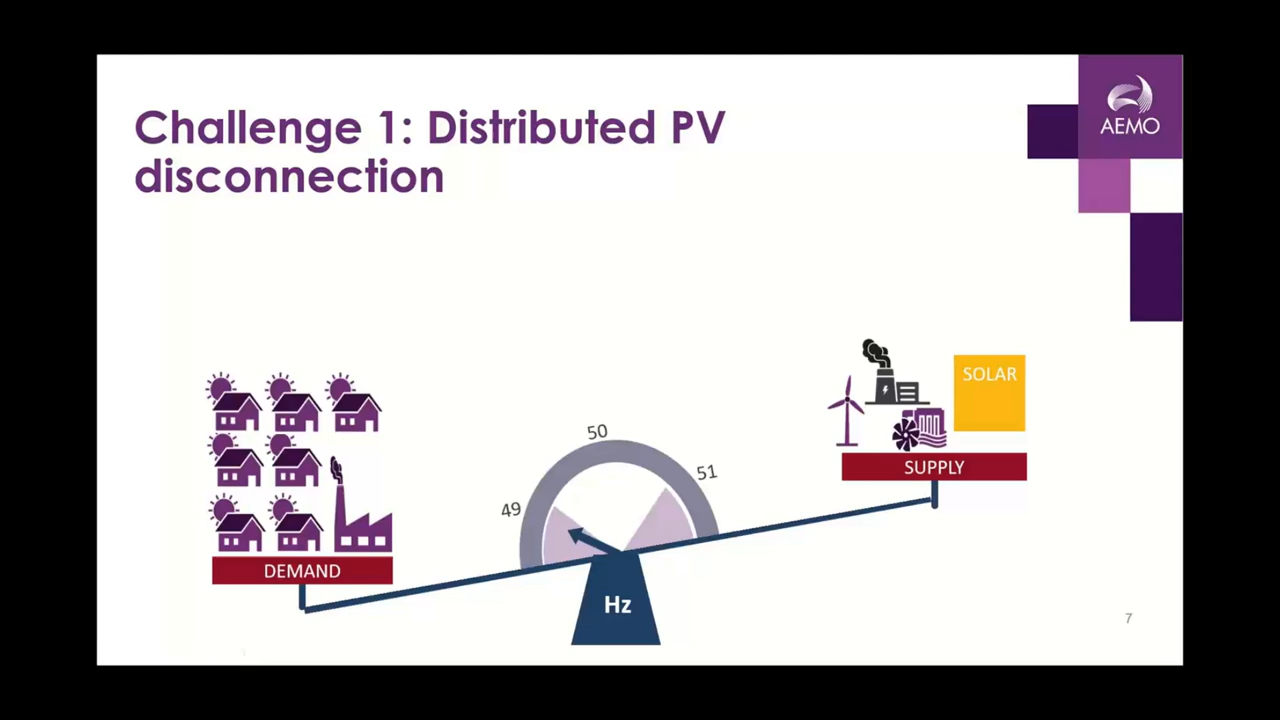 AEMO
Challenge 1: Distributed PV
disconnection
SOLAR
50
51
SUPPLY
49
DEMAND
Hz
7